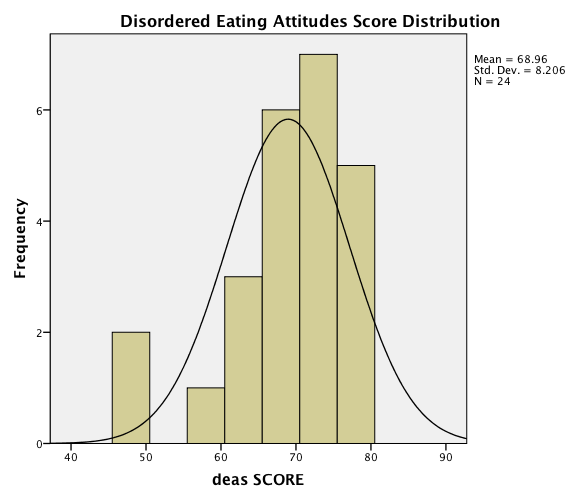 Disordered Eating Attitudes Score Distribution
Mean = 68.96
Std. Dev. = 8.206
N = 24
Frequency
6
4
2
0
40 50 60 70 80 90
deas SCORE